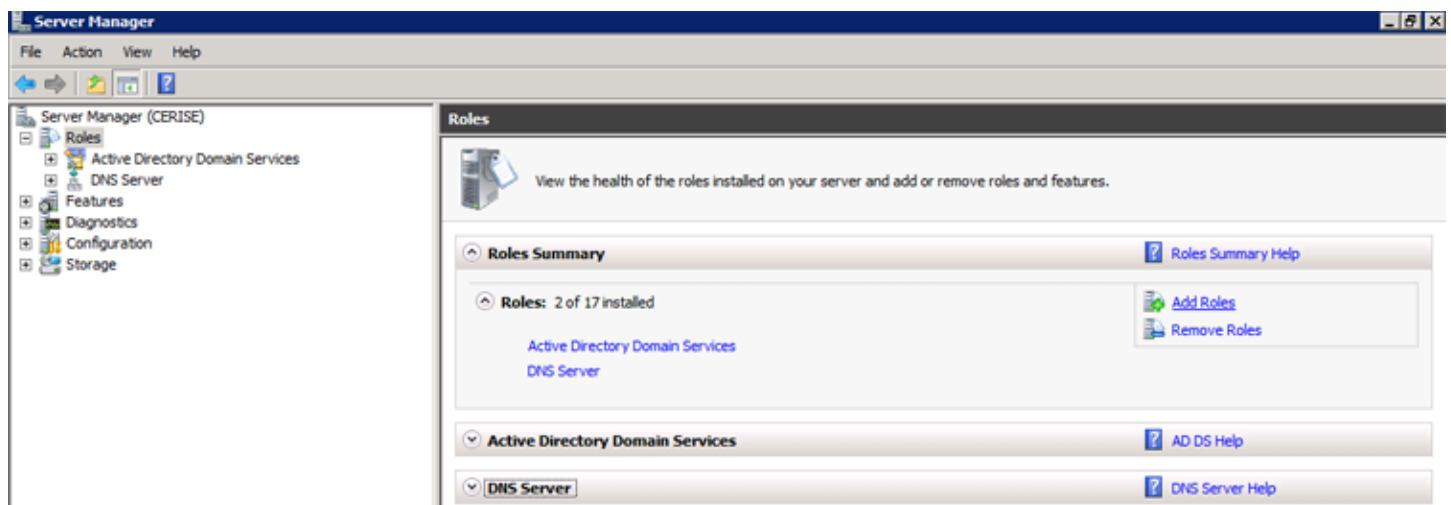 Server Manager
File Action View Help
Server Manager (CERISE)
Roles
Active Directory Domain Services
DNS Server
Features
Diagnostics
Configuration
Storage
Roles
View the health of the roles installed on your server and add or remove roles and features.
Roles Summary
Roles Summary Help
Roles: 2 of 17 installed
Add Roles
Remove Roles
Active Directory Domain Services
DNS Server
Active Directory Domain Services
AD DS Help
DNS Server
DNS Server Help